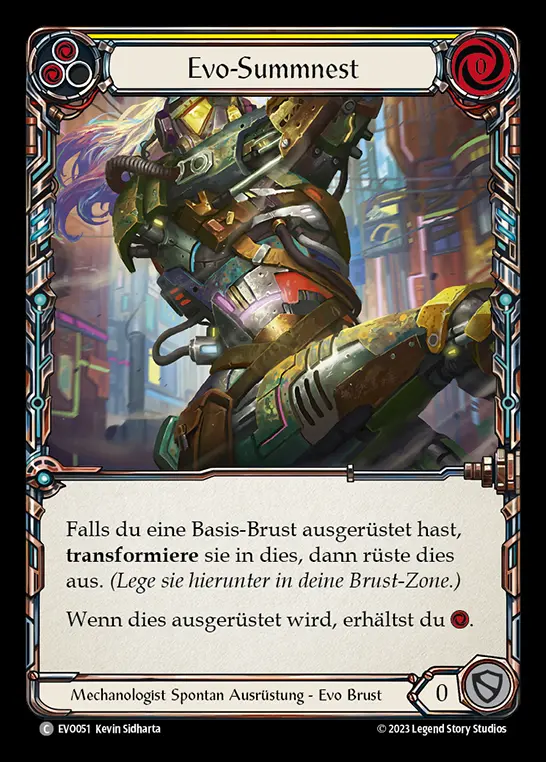 Evo-Summnest
0
Falls du eine Basis-Brust ausgerüstet hast,
transformiere sie in dies, dann rüste dies
aus. (Lege sie hierunter in deine Brust-Zone.)
Wenn dies ausgerüstet wird, erhältst du .
Mechanologist Spontan Ausrüstung - Evo Brust
0
C EVO051 Kevin Sidharta
© 2023 Legend Story Studios